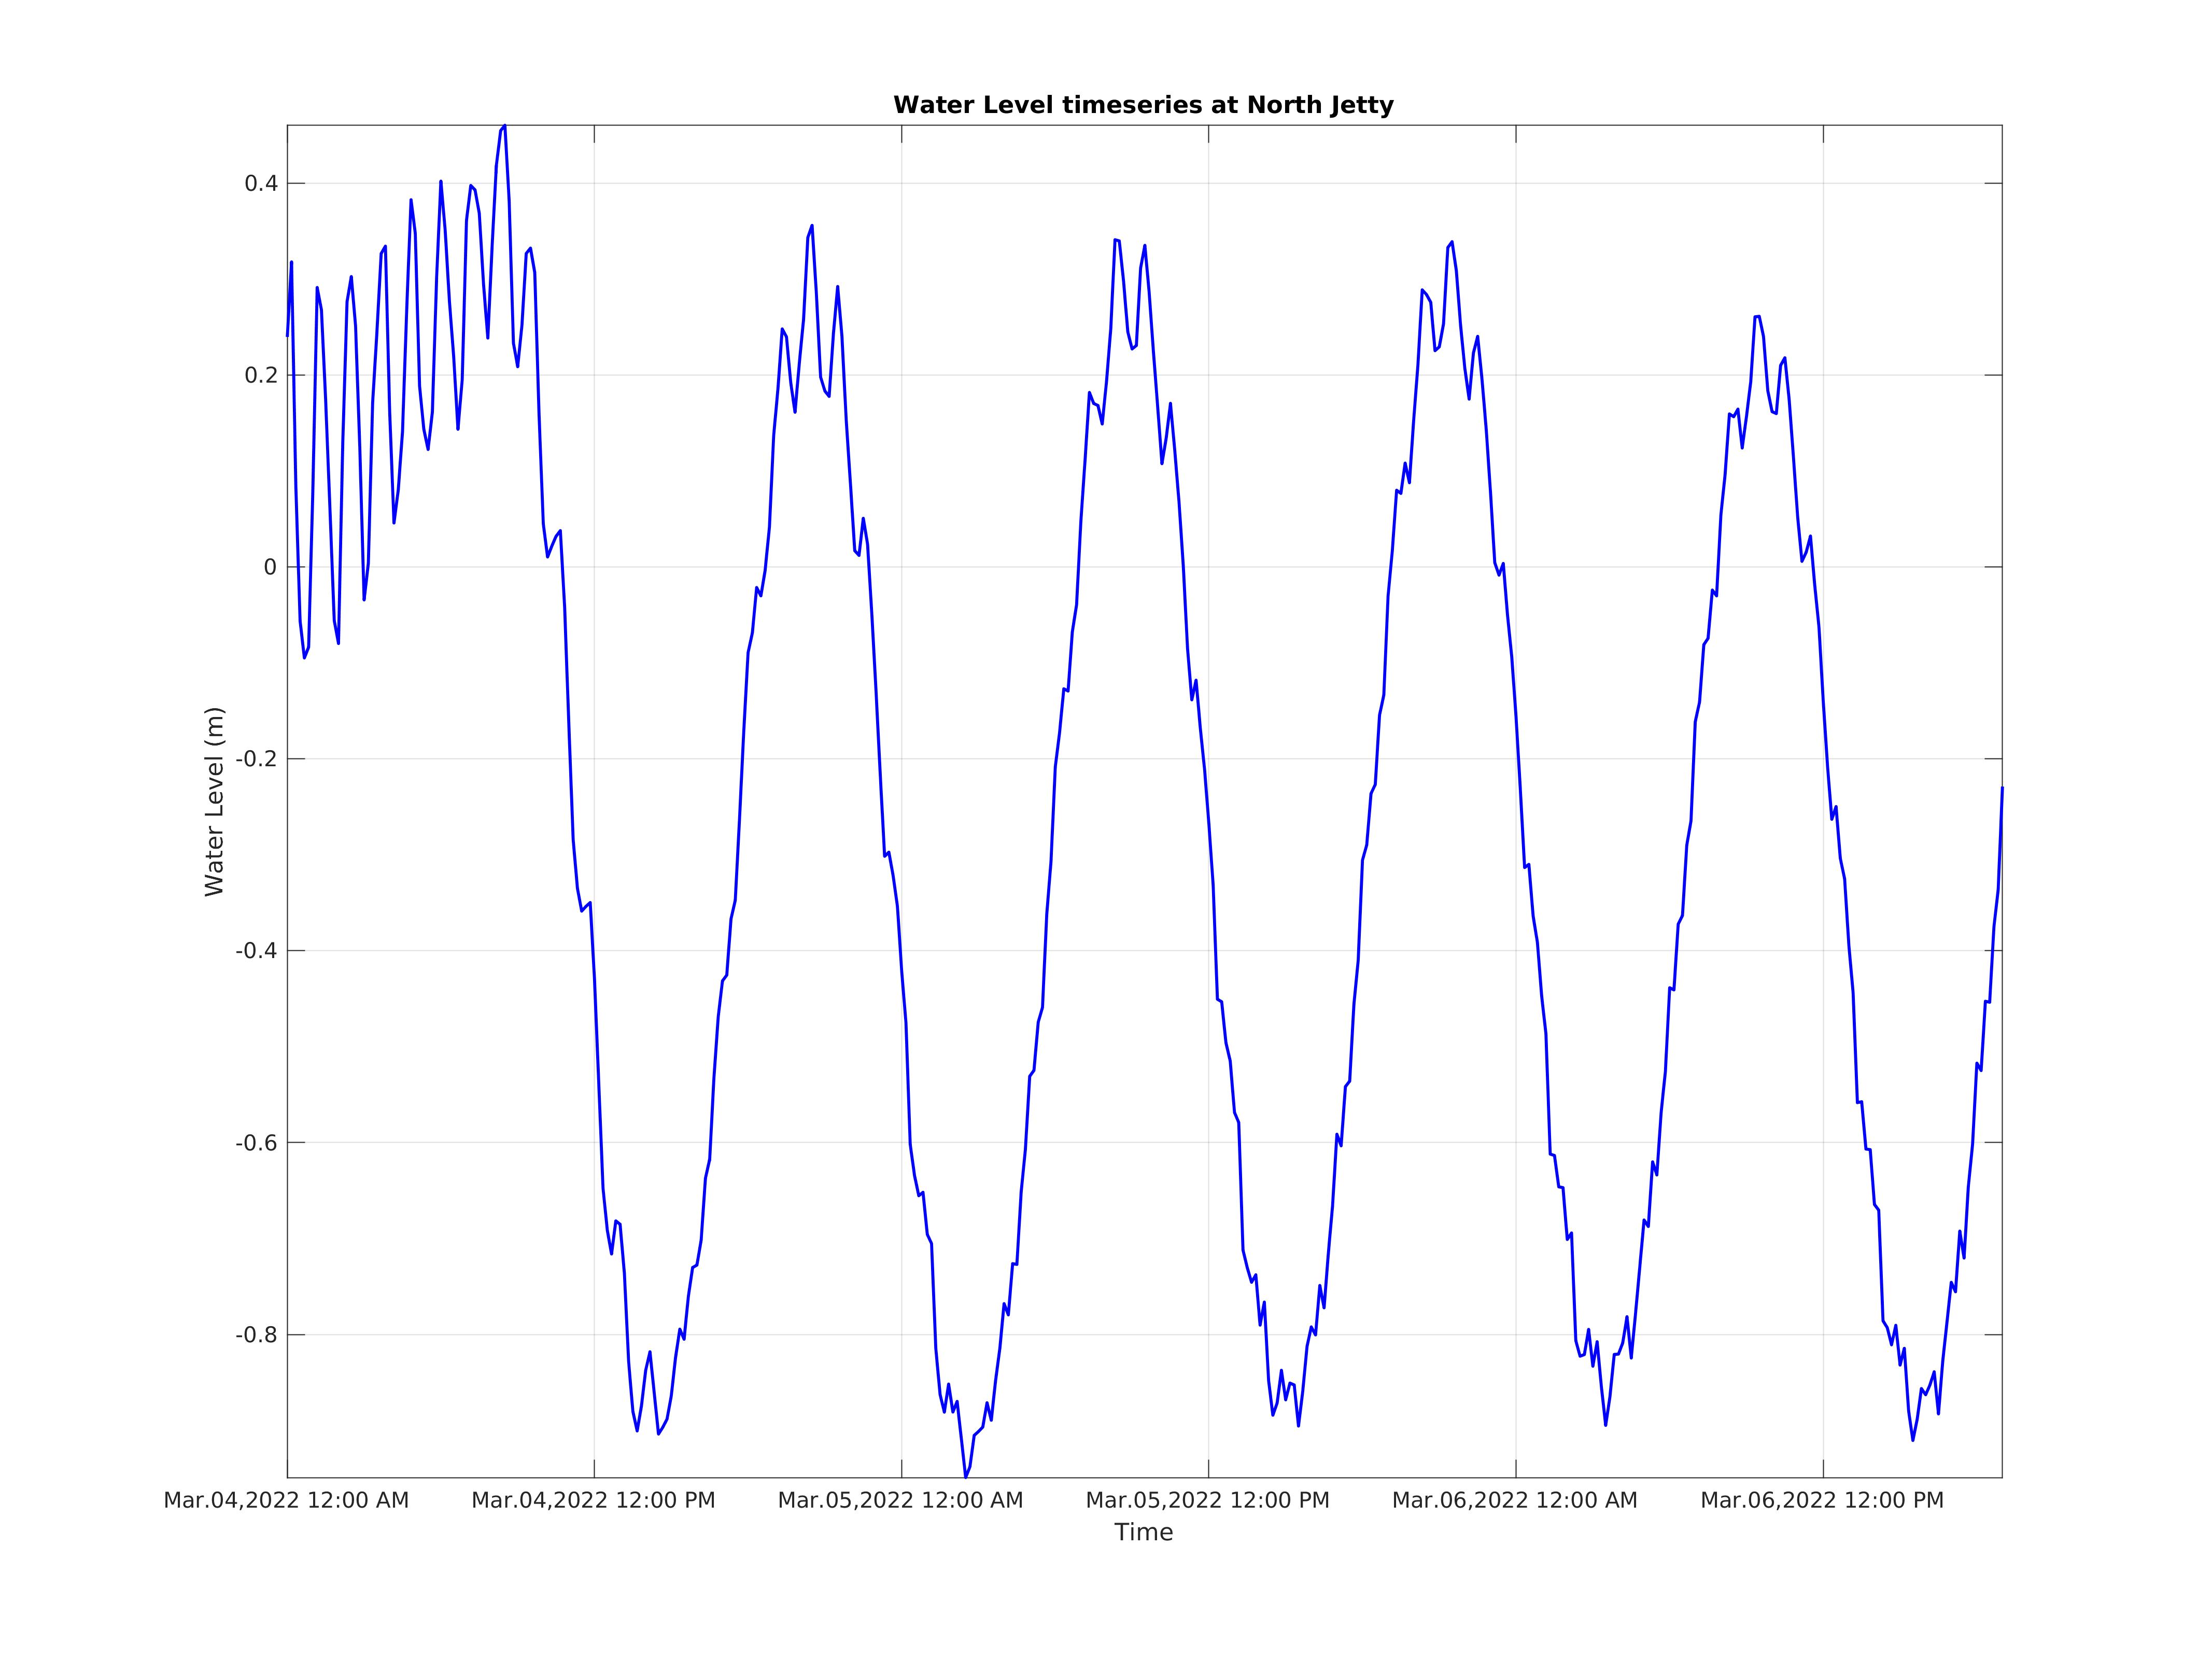 Water Level timeseries at North Jetty
0.4
0.2
0
-0.2
-0.4
-0.6
-0.8
Water Level (m)
Mar.04,2022 12:00 AM
Mar.04,2022 12:00 PM
Mar.05,2022 12:00 AM
Mar.05,2022 12:00 PM
Mar.06,2022 12:00 AM
Mar.06,2022 12:00 PM
Time